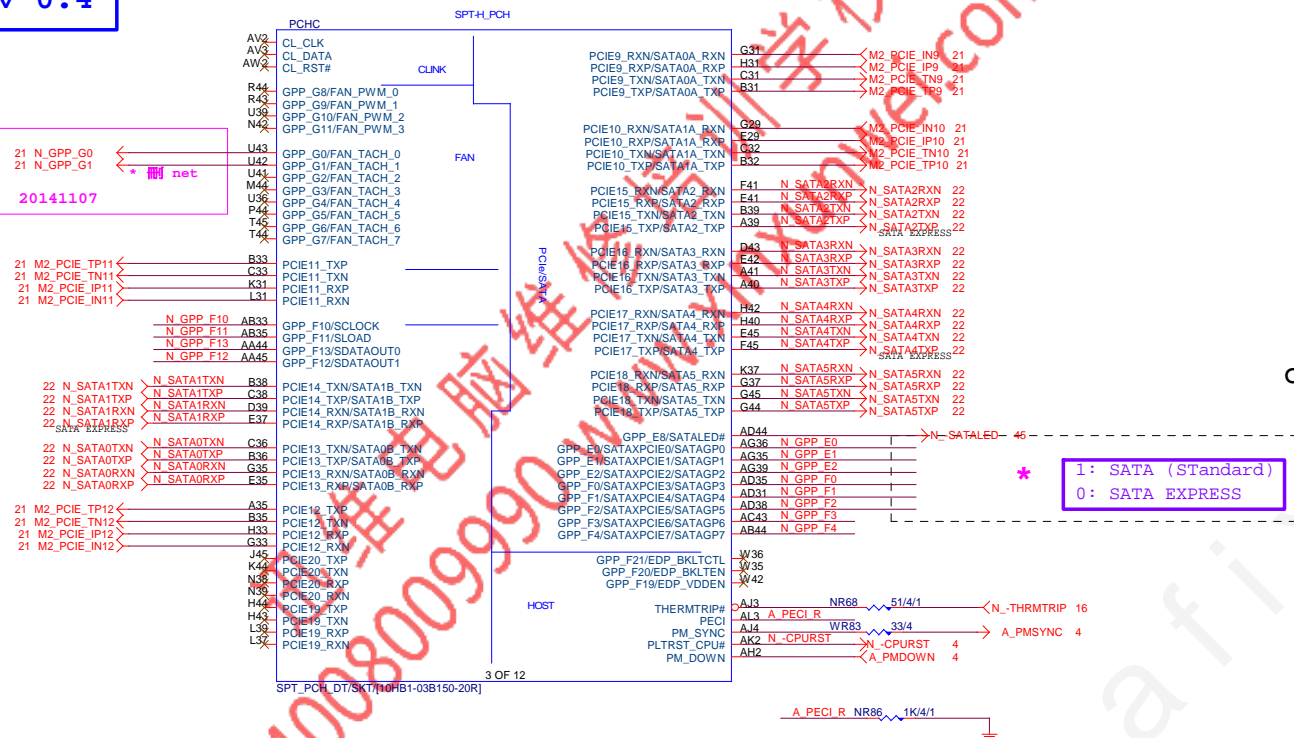 V 0.4
SPT-H_PCH
PCHC
AV2 CL_CLK
AV3 CL_DATA
AW2 CL_RST#
CLINK
R44 GPP_G8/FAN_PWM_0
R43 GPP_G9/FAN_PWM_1
U39 GPP_G10/FAN_PWM_2
N42 GPP_G11/FAN_PWM_3
FAN
21 N_GPP_G0 U43 GPP_G0/FAN_TACH_0
21 N_GPP_G1 U42 GPP_G1/FAN_TACH_1
* 刪 net
20141107
U41 GPP_G2/FAN_TACH_2
M44 GPP_G3/FAN_TACH_3
U36 GPP_G4/FAN_TACH_4
P44 GPP_G5/FAN_TACH_5
T45 GPP_G6/FAN_TACH_6
T44 GPP_G7/FAN_TACH_7
PCIe/SATA
21 M2_PCIE_TP11 B33 PCIE11_TXP
21 M2_PCIE_TN11 C33 PCIE11_TXN
21 M2_PCIE_IP11 K31 PCIE11_RXP
21 M2_PCIE_IN11 L31 PCIE11_RXN
N_GPP_F10 AB33 GPP_F10/SCLOCK
N_GPP_F11 AB35 GPP_F11/SLOAD
N_GPP_F13 AA44 GPP_F13/SDATAOUT0
N_GPP_F12 AA45 GPP_F12/SDATAOUT1
22 N_SATA1TXN N_SATA1TXN B38 PCIE14_TXN/SATA1B_TXN
22 N_SATA1TXP N_SATA1TXP C38 PCIE14_TXP/SATA1B_TXP
22 N_SATA1RXN N_SATA1RXN D39 PCIE14_RXN/SATA1B_RXN
22 N_SATA1RXP N_SATA1RXP E37 PCIE14_RXP/SATA1B_RXP
SATA EXPRESS
22 N_SATA0TXN N_SATA0TXN C36 PCIE13_TXN/SATA0B_TXN
22 N_SATA0TXP N_SATA0TXP B36 PCIE13_TXP/SATA0B_TXP
22 N_SATA0RXN N_SATA0RXN G35 PCIE13_RXN/SATA0B_RXN
22 N_SATA0RXP N_SATA0RXP E35 PCIE13_RXP/SATA0B_RXP
21 M2_PCIE_TP12 A35 PCIE12_TXP
21 M2_PCIE_TN12 B35 PCIE12_TXN
21 M2_PCIE_IP12 H33 PCIE12_RXP
21 M2_PCIE_IN12 G33 PCIE12_RXN
J45 PCIE20_TXP
K44 PCIE20_TXN
N38 PCIE20_RXP
N39 PCIE20_RXN
H44 PCIE19_TXP
H43 PCIE19_TXN
L39 PCIE19_RXP
L37 PCIE19_RXN
HOST
3 OF 12
SPT_PCH_DT/SKT/[10HB1-03B150-20R]
PCIE9_RXN/SATA0A_RXN G31 M2_PCIE_IN9 21
PCIE9_RXP/SATA0A_RXP H31 M2_PCIE_IP9 21
PCIE9_TXN/SATA0A_TXN C31 M2_PCIE_TN9 21
PCIE9_TXP/SATA0A_TXP B31 M2_PCIE_TP9 21
PCIE10_RXN/SATA1A_RXN G29 M2_PCIE_IN10 21
PCIE10_RXP/SATA1A_RXP E29 M2_PCIE_IP10 21
PCIE10_TXN/SATA1A_TXN C32 M2_PCIE_TN10 21
PCIE10_TXP/SATA1A_TXP B32 M2_PCIE_TP10 21
PCIE15_RXN/SATA2_RXN F41 N_SATA2RXN N_SATA2RXN 22
PCIE15_RXP/SATA2_RXP E41 N_SATA2RXP N_SATA2RXP 22
PCIE15_TXN/SATA2_TXN B39 N_SATA2TXN N_SATA2TXN 22
PCIE15_TXP/SATA2_TXP A39 N_SATA2TXP N_SATA2TXP 22
SATA EXPRESS
PCIE16_RXN/SATA3_RXN D43 N_SATA3RXN N_SATA3RXN 22
PCIE16_RXP/SATA3_RXP E42 N_SATA3RXP N_SATA3RXP 22
PCIE16_TXN/SATA3_TXN A41 N_SATA3TXN N_SATA3TXN 22
PCIE16_TXP/SATA3_TXP A40 N_SATA3TXP N_SATA3TXP 22
PCIE17_RXN/SATA4_RXN H42 N_SATA4RXN N_SATA4RXN 22
PCIE17_RXP/SATA4_RXP H40 N_SATA4RXP N_SATA4RXP 22
PCIE17_TXN/SATA4_TXN E45 N_SATA4TXN N_SATA4TXN 22
PCIE17_TXP/SATA4_TXP F45 N_SATA4TXP N_SATA4TXP 22
SATA EXPRESS
PCIE18_RXN/SATA5_RXN K37 N_SATA5RXN N_SATA5RXN 22
PCIE18_RXP/SATA5_RXP G37 N_SATA5RXP N_SATA5RXP 22
PCIE18_TXN/SATA5_TXN G45 N_SATA5TXN N_SATA5TXN 22
PCIE18_TXP/SATA5_TXP G44 N_SATA5TXP N_SATA5TXP 22
GPP_E8/SATALED# AD44 N_-SATALED 45
GPP_E0/SATAXPCIE0/SATAGP0 AG36 N_GPP_E0
GPP_E1/SATAXPCIE1/SATAGP1 AG35 N_GPP_E1
GPP_E2/SATAXPCIE2/SATAGP2 AG39 N_GPP_E2
GPP_F0/SATAXPCIE3/SATAGP3 AD35 N_GPP_F0
GPP_F1/SATAXPCIE4/SATAGP4 AD31 N_GPP_F1
GPP_F2/SATAXPCIE5/SATAGP5 AD38 N_GPP_F2
GPP_F3/SATAXPCIE6/SATAGP6 AC43 N_GPP_F3
GPP_F4/SATAXPCIE7/SATAGP7 AB44 N_GPP_F4
* 1: SATA (STandard)
0: SATA EXPRESS
GPP_F21/EDP_BKLTCTL W36
GPP_F20/EDP_BKLTEN W35
GPP_F19/EDP_VDDEN W42
THERMTRIP# AJ3 NR68 51/4/1 N_-THRMTRIP 16
PECI AL3 A_PECI_R
PM_SYNC AJ4 WR83 33/4 A_PMSYNC 4
PLTRST_CPU# AK2 N_-CPURST N_-CPURST 4
PM_DOWN AH2 A_PMDOWN 4
A_PECI_R NR86 1K/4/1
迅维电脑维修培训学校
4008009990 www.xinxunwei.com
a f i